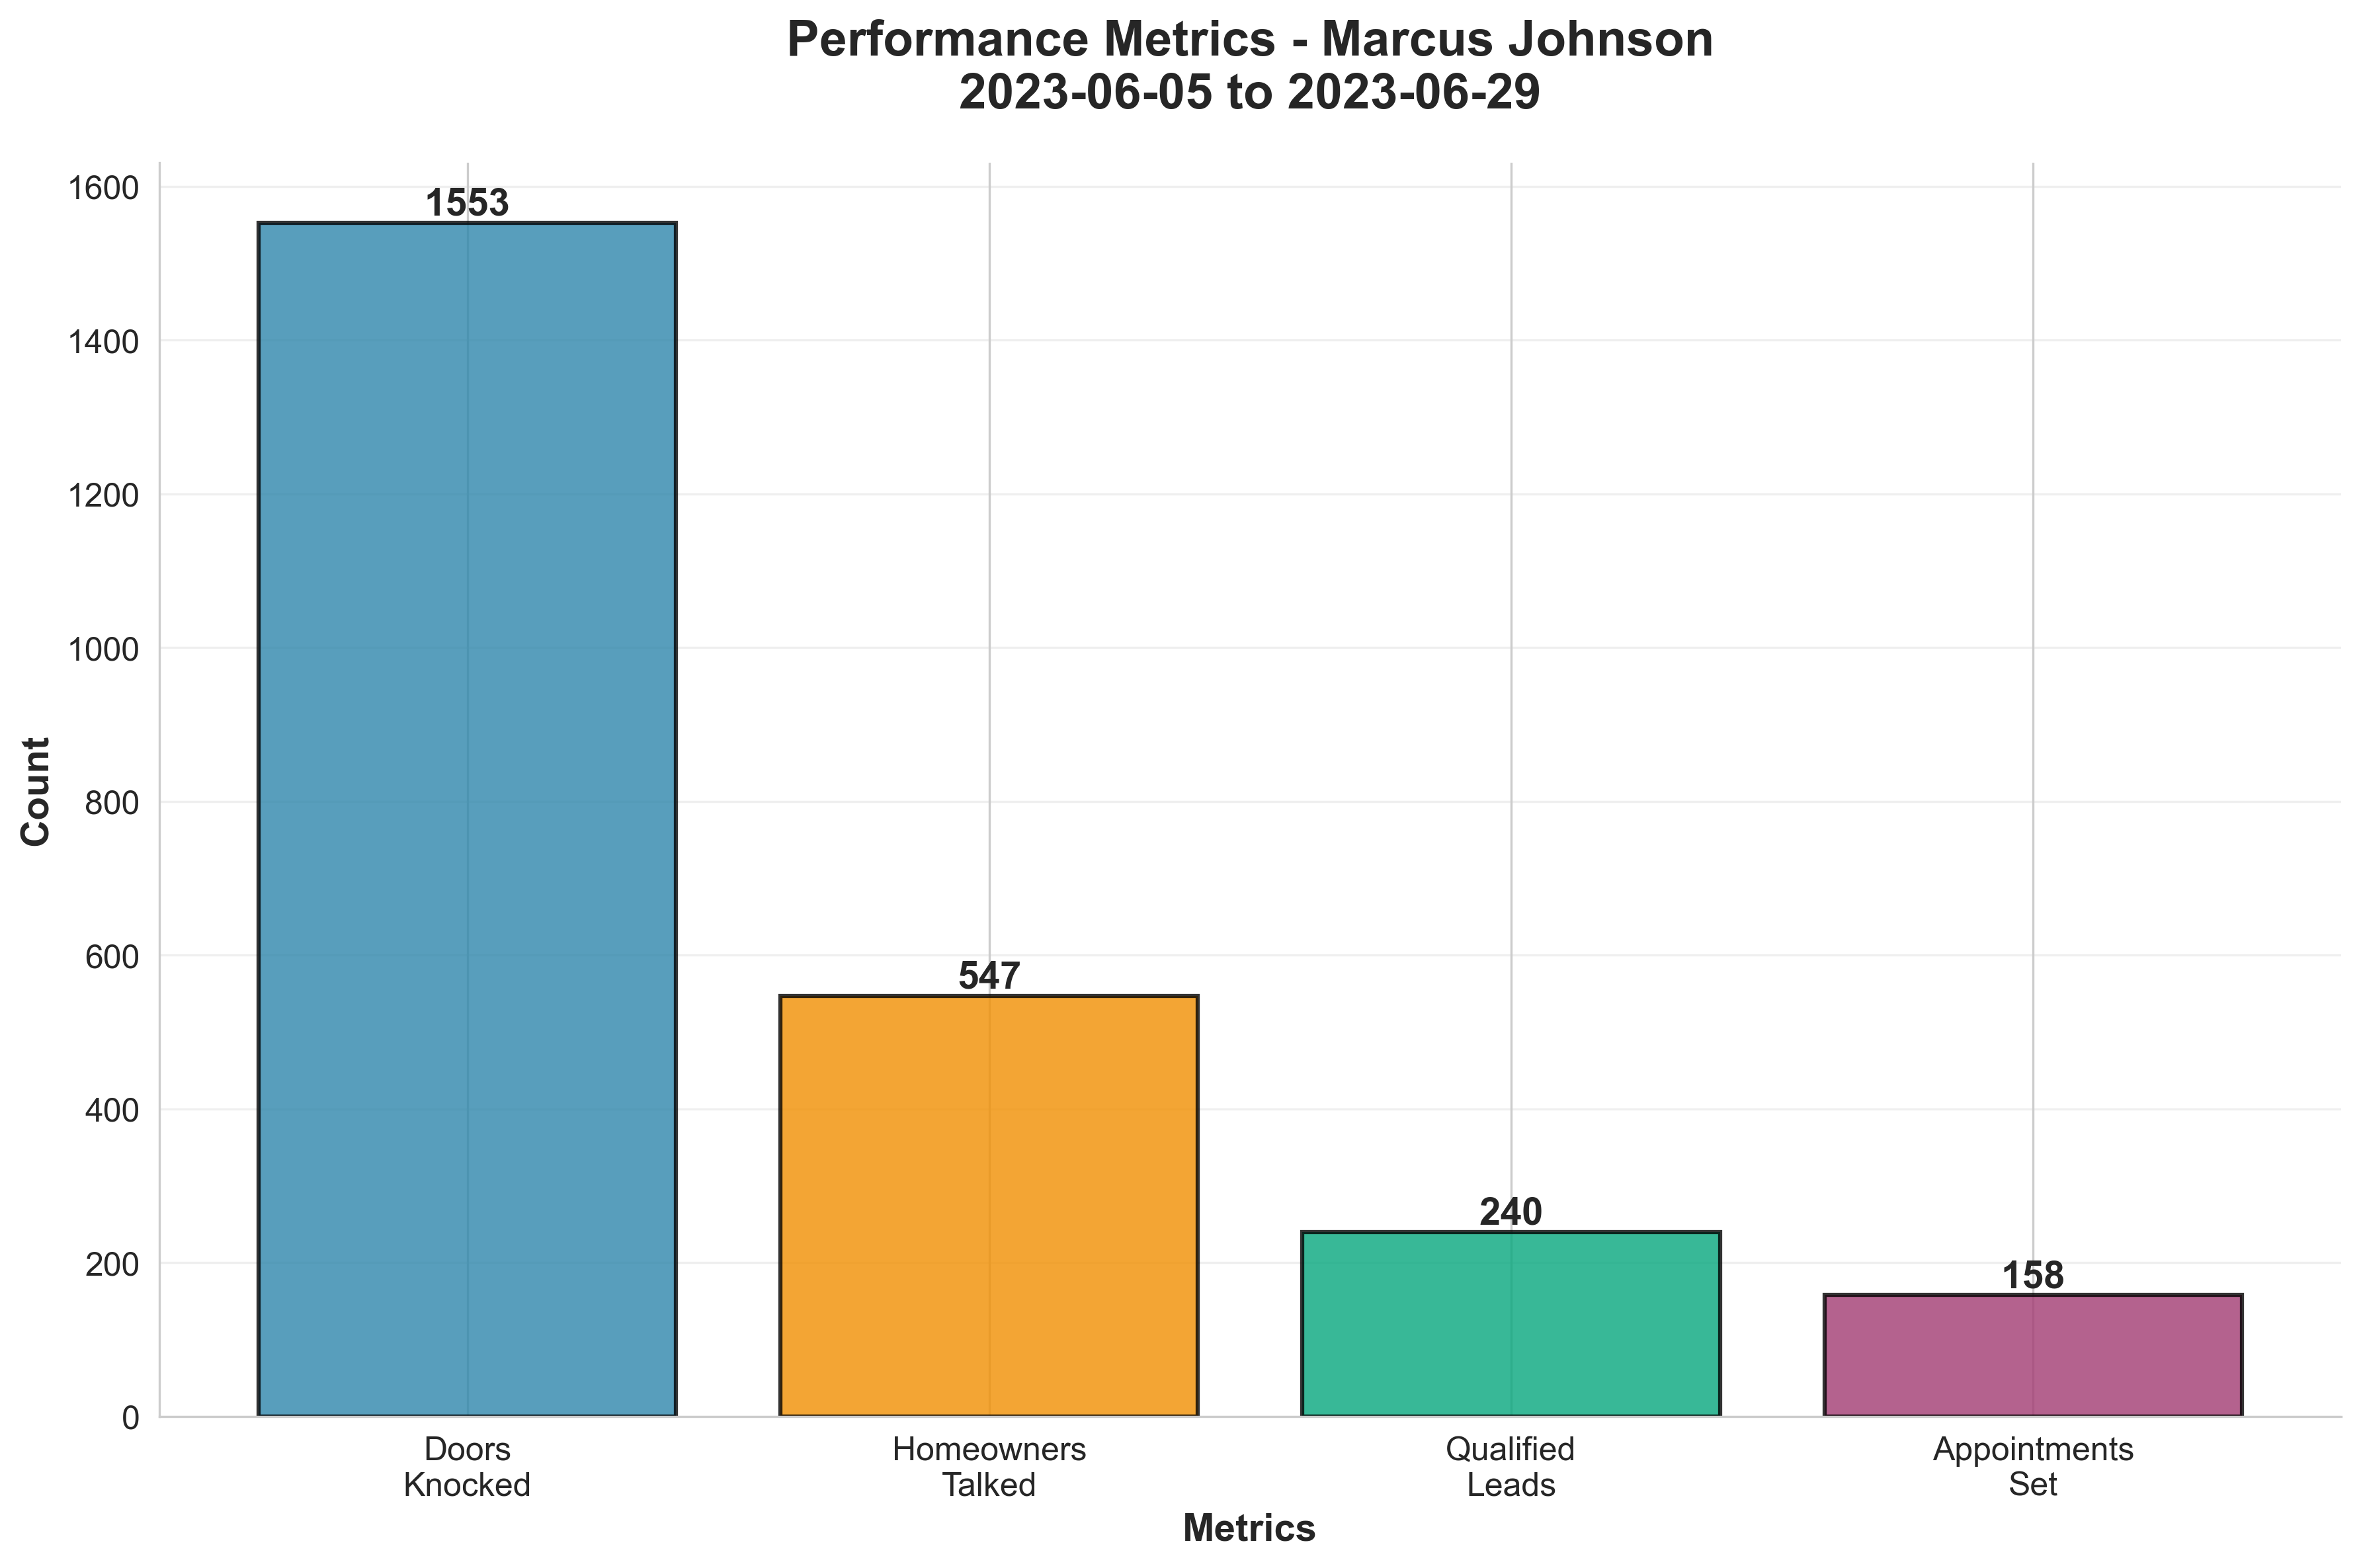 Performance Metrics - Marcus Johnson
2023-06-05 to 2023-06-29
1600
1400
1200
1000
800
600
400
200
0
Count
1553
547
240
158
Doors
Knocked
Homeowners
Talked
Qualified
Leads
Appointments
Set
Metrics